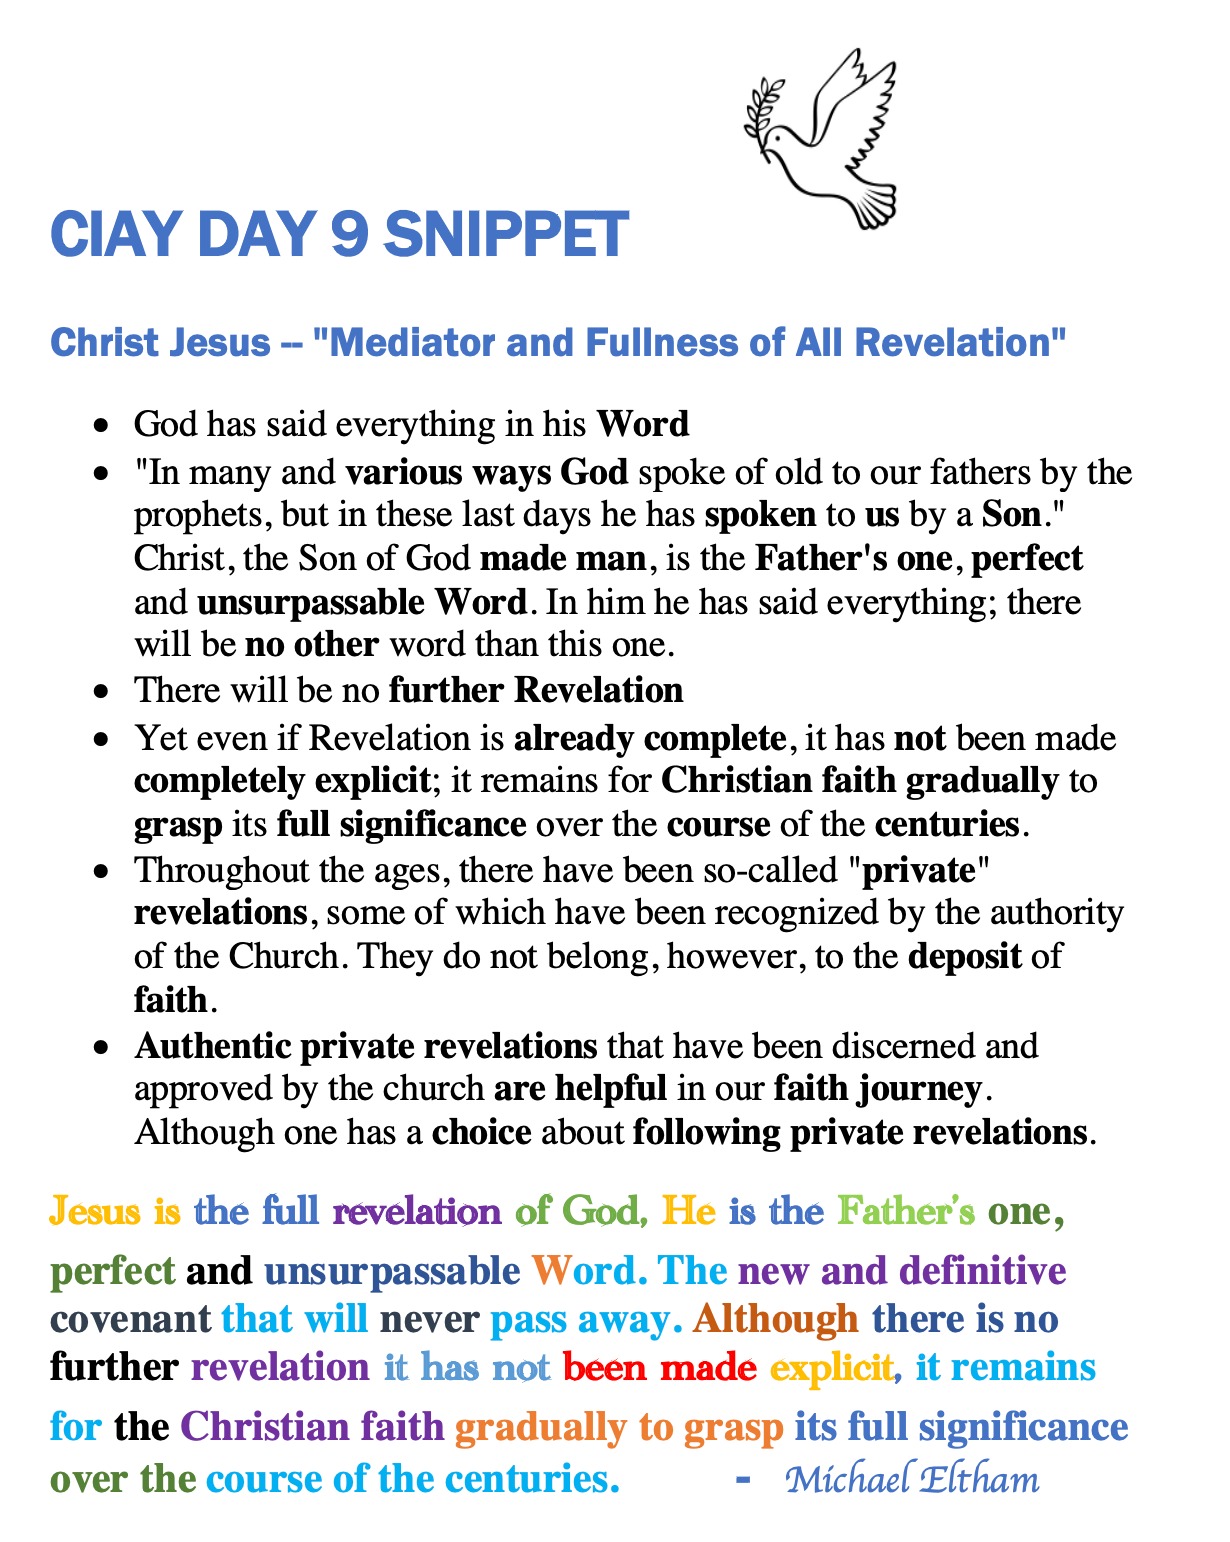 CIAY DAY 9 SNIPPET
Christ Jesus -- "Mediator and Fullness of All Revelation"
• God has said everything in his Word
• "In many and various ways God spoke of old to our fathers by the
prophets, but in these last days he has spoken to us by a Son."
Christ, the Son of God made man, is the Father's one, perfect
and unsurpassable Word. In him he has said everything; there
will be no other word than this one.
• There will be no further Revelation
• Yet even if Revelation is already complete, it has not been made
completely explicit; it remains for Christian faith gradually to
grasp its full significance over the course of the centuries.
• Throughout the ages, there have been so-called "private"
revelations, some of which have been recognized by the authority
of the Church. They do not belong, however, to the deposit of
faith.
• Authentic private revelations that have been discerned and
approved by the church are helpful in our faith journey.
Although one has a choice about following private revelations.
Jesus is the full revelation of God, He is the Father's one,
perfect and unsurpassable Word. The new and definitive
covenant that will never pass away. Although there is no
further revelation it has not been made explicit, it remains
for the Christian faith gradually to grasp its full significance
over the course of the centuries. - Michael Eltham